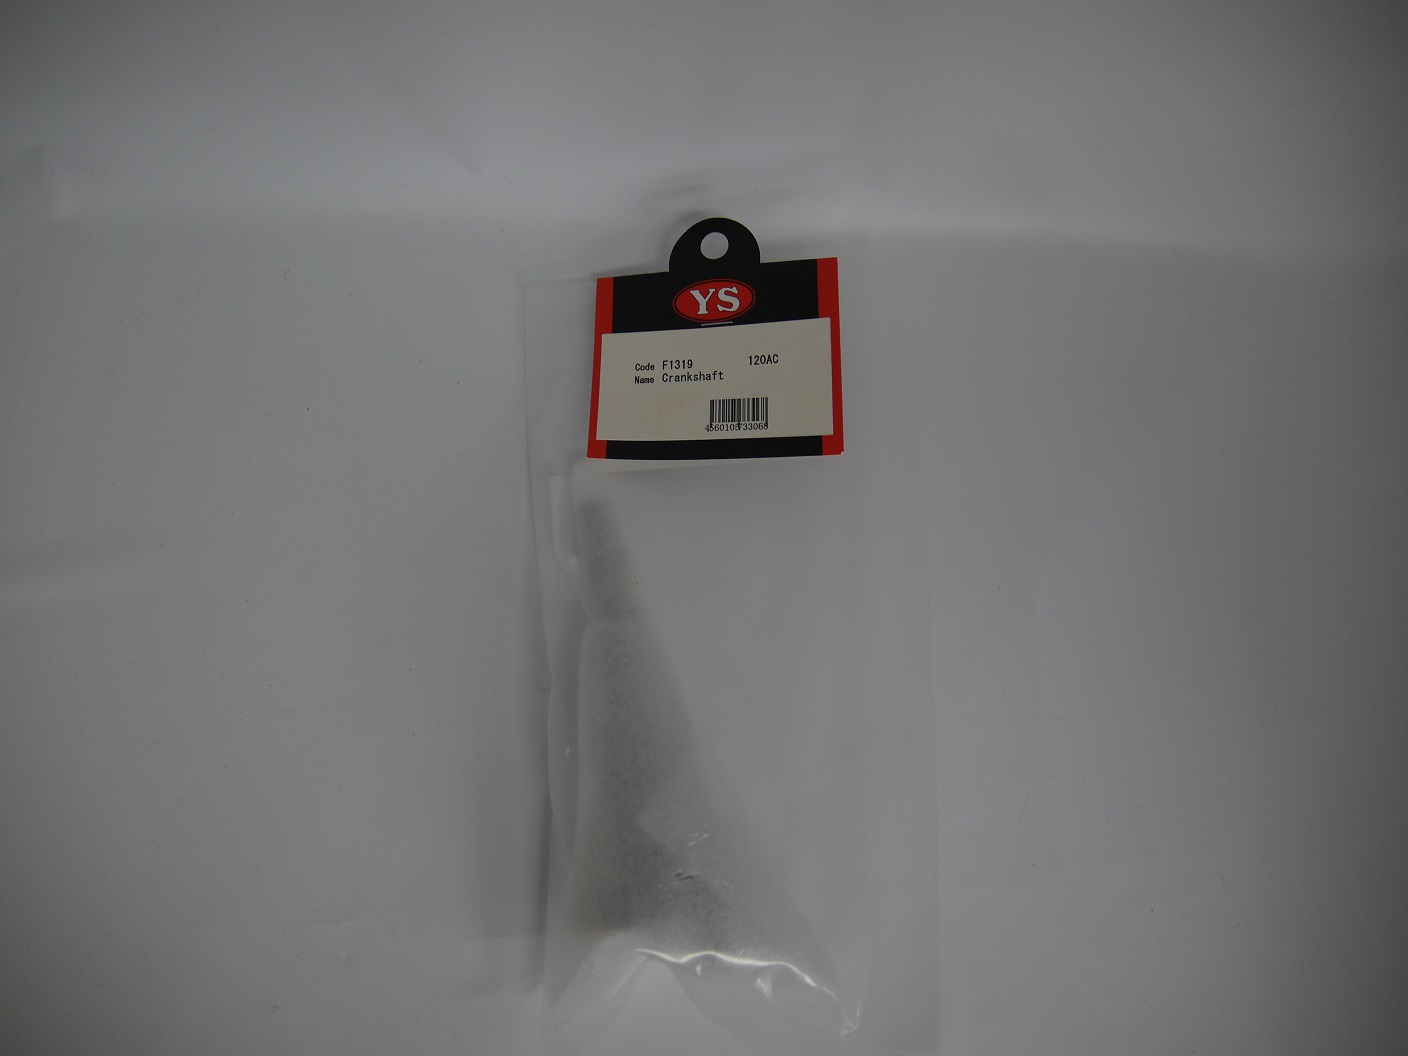 YS
Code F1319 120AC
Name Crankshaft
4560105733068